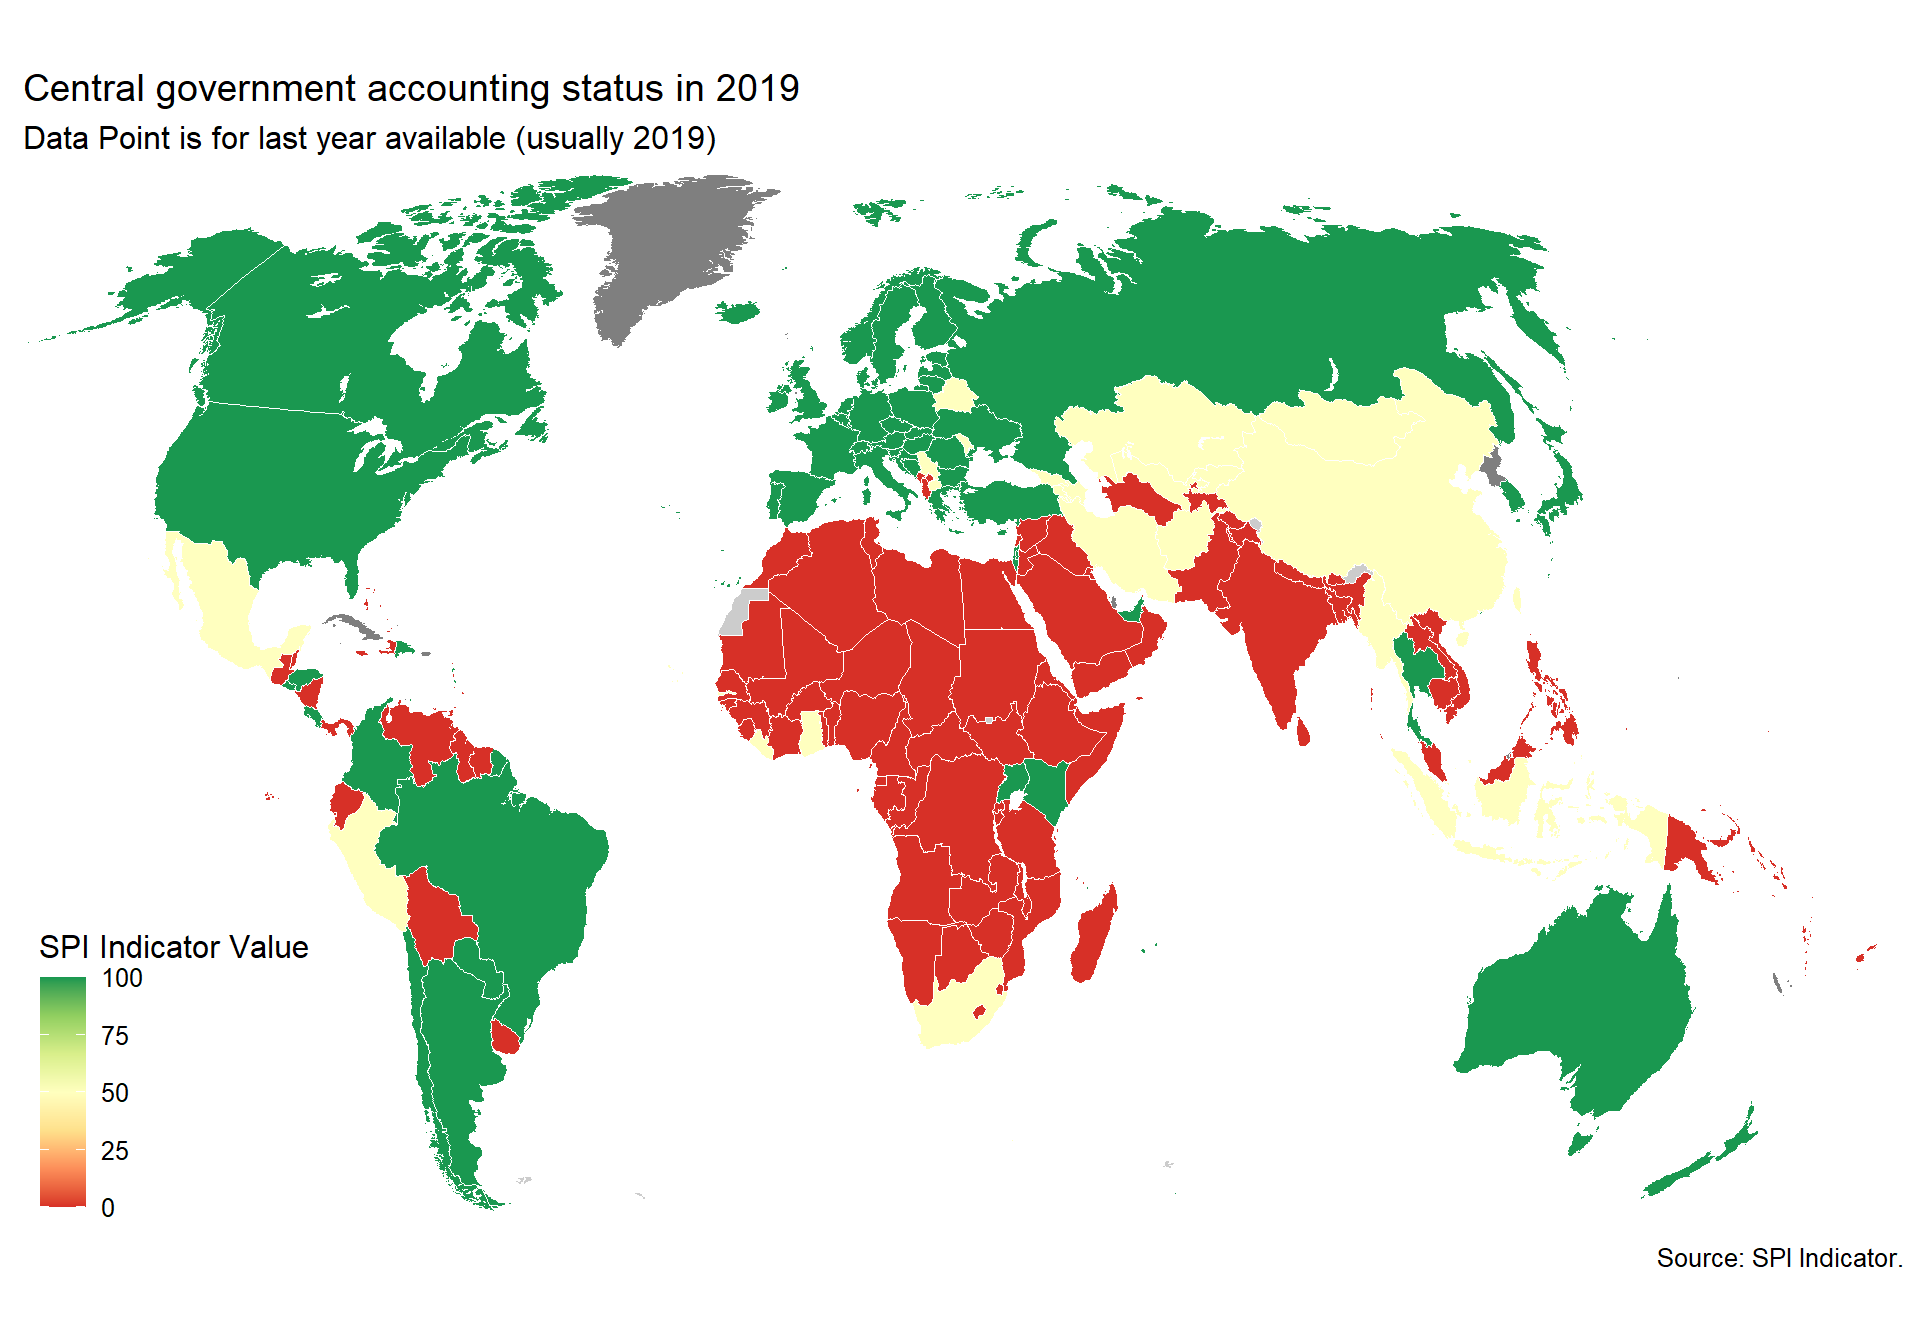 Central government accounting status in 2019
Data Point is for last year available (usually 2019)
SPI Indicator Value
100
75
50
25
0
Source: SPI Indicator.